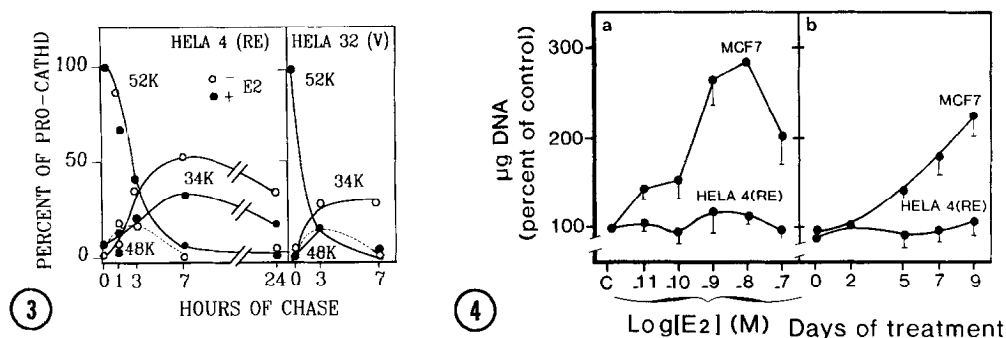 HELA 4 (RE)
HELA 32 (V)
PERCENT OF PRO-CATHD
100
50
0
52K
○ −
● + E2
34K
48K
52K
34K
48K
0 1 3 7 24 0 3 7
HOURS OF CHASE
3
a
b
µg DNA
(percent of control)
300
200
100
MCF7
HELA 4(RE)
MCF7
HELA 4(RE)
C -11 -10 -9 -8 -7
0 2 5 7 9
Log[E2] (M)
Days of treatment
4